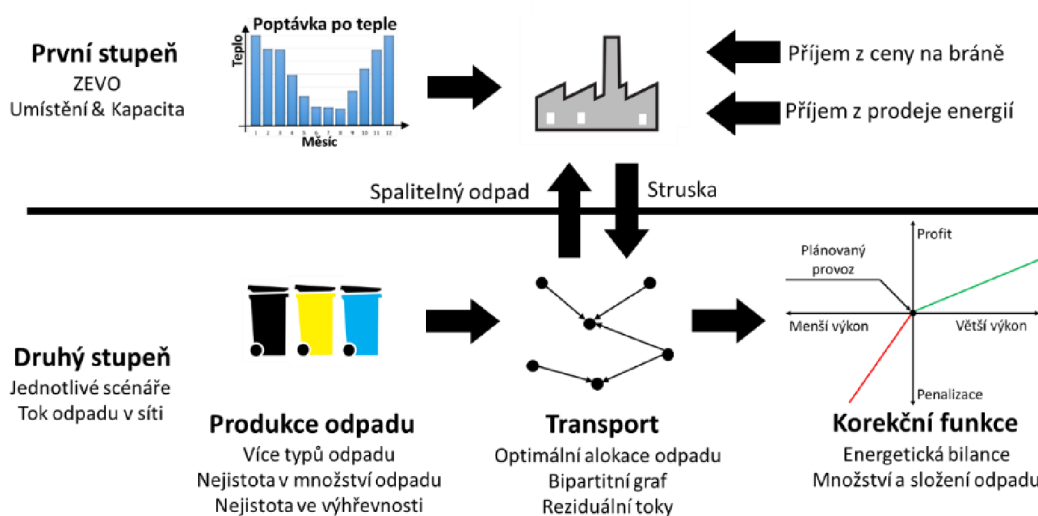 První stupeň
ZEVO
Umístění & Kapacita
Poptávka po teple
Teplo
1 2 3 4 5 6 7 8 9 10 11 12
Měsíc
Příjem z ceny na bráně
Příjem z prodeje energií
Spalitelný odpad
Struska
Druhý stupeň
Jednotlivé scénáře
Tok odpadu v síti
Produkce odpadu
Více typů odpadu
Nejistota v množství odpadu
Nejistota ve výhřevnosti
Transport
Optimální alokace odpadu
Bipartitní graf
Reziduální toky
Profit
Plánovaný
provoz
Menší výkon
Větší výkon
Penalizace
Korekční funkce
Energetická bilance
Množství a složení odpadu